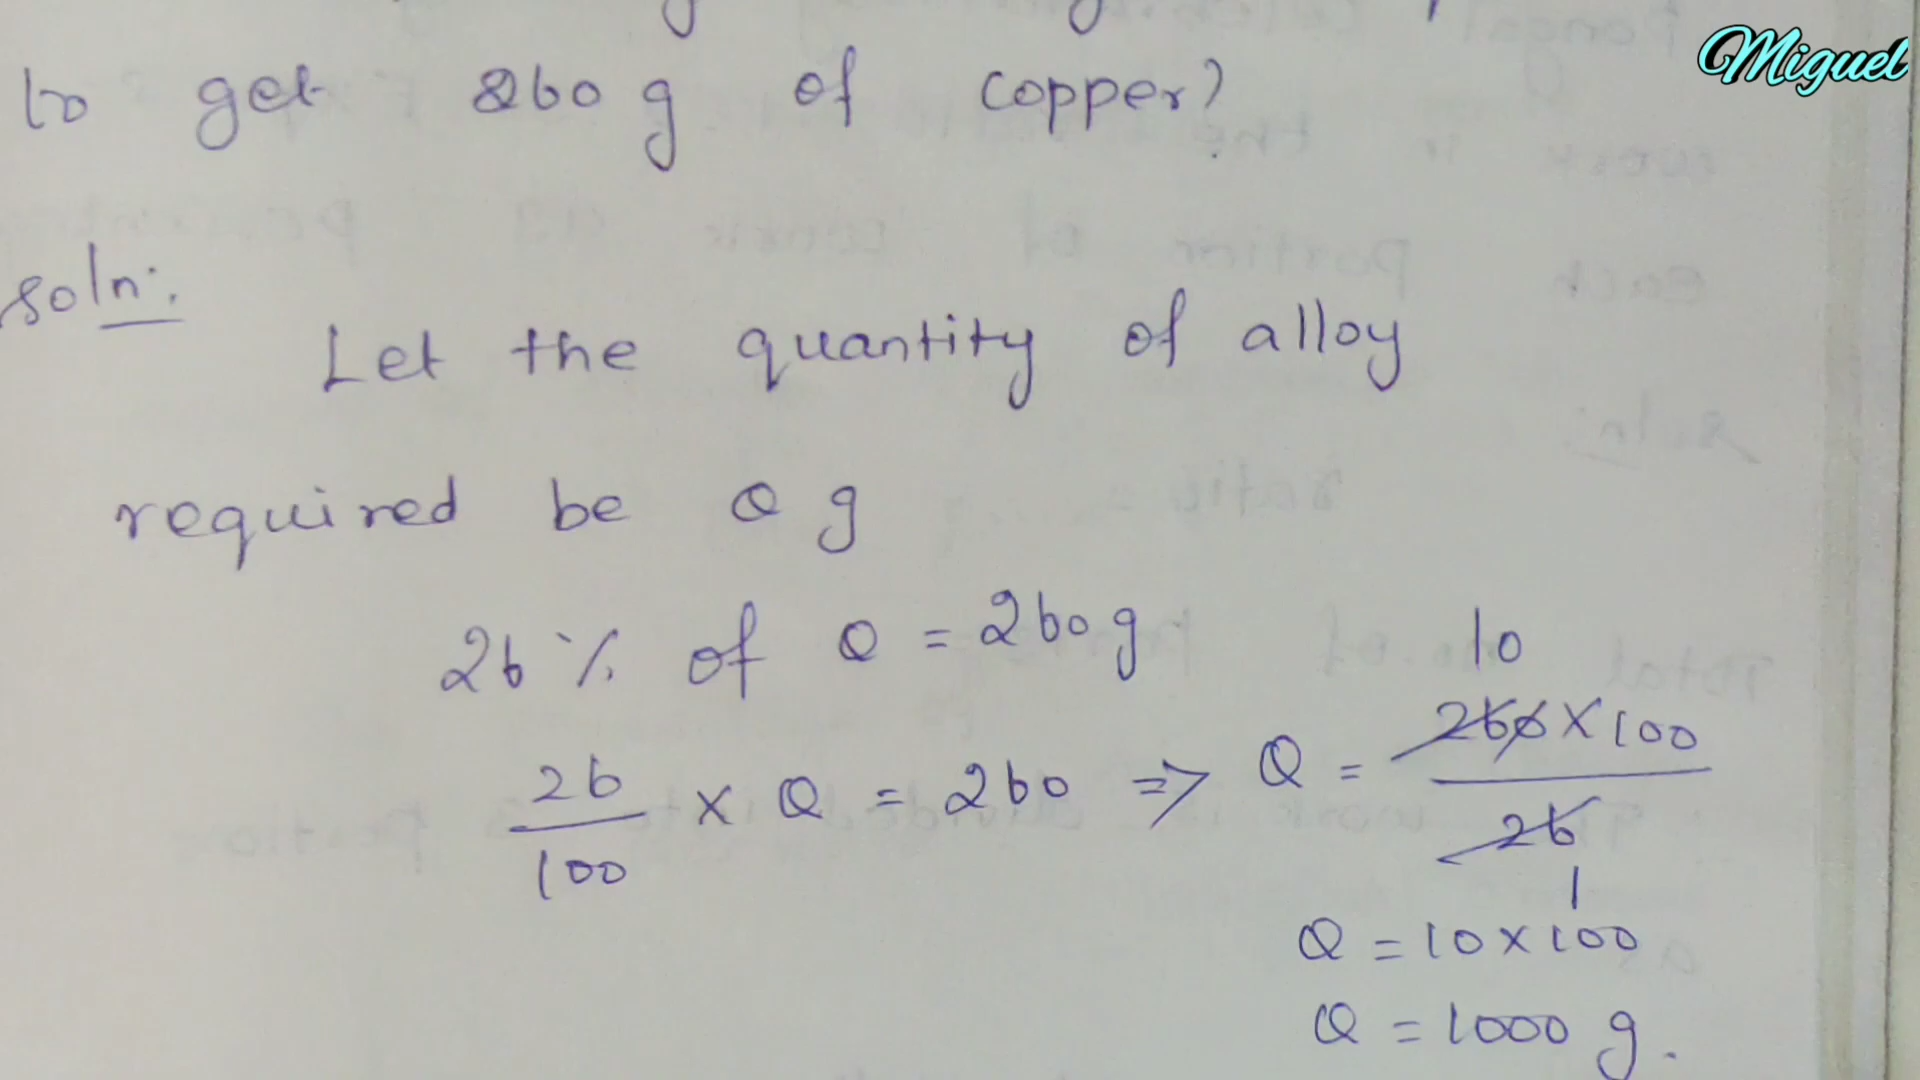 Miguel
to get 260 g of copper?
soln:
Let the quantity of alloy
required be Q g
26 % of Q = 260 g
26/100 x Q = 260 => Q = 260 x 100 / 26
10
1
Q = 10 x 100
Q = 1000 g.